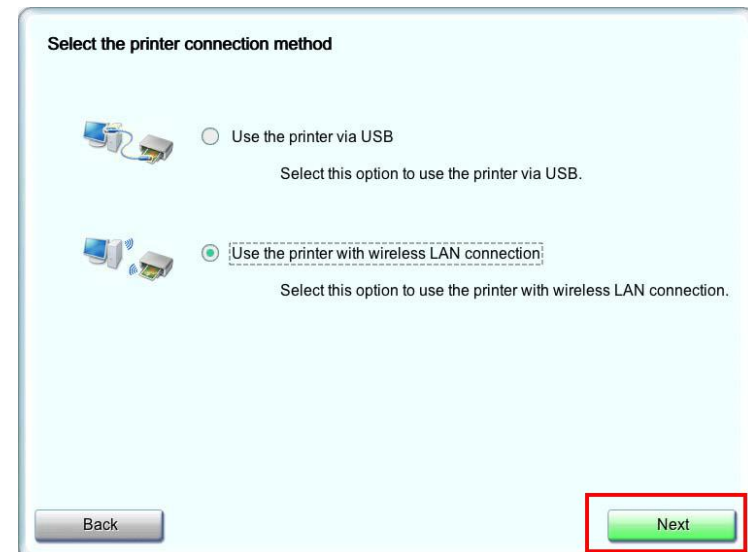 Select the printer connection method
Use the printer via USB
Select this option to use the printer via USB.
Use the printer with wireless LAN connection
Select this option to use the printer with wireless LAN connection.
Back
Next